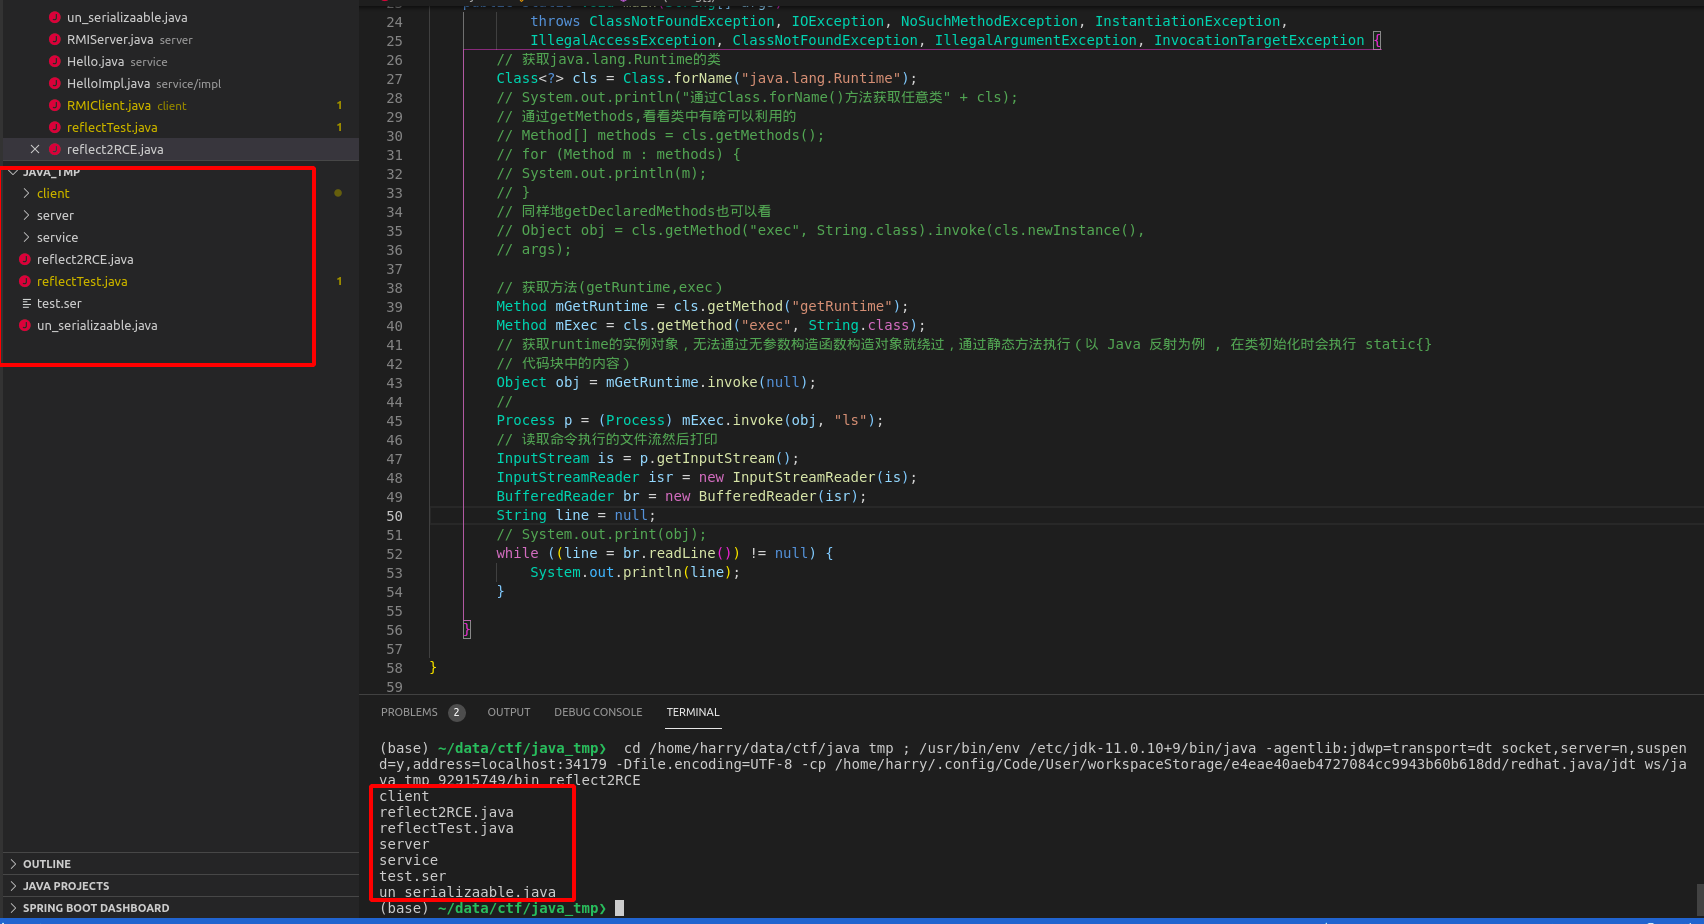 un_serializaable.java
RMIServer.java server
Hello.java service
HelloImpl.java service/impl
RMIClient.java client 1
reflectTest.java 1
reflect2RCE.java
JAVA_TMP
client
server
service
reflect2RCE.java
reflectTest.java 1
test.ser
un_serializaable.java
OUTLINE
JAVA PROJECTS
SPRING BOOT DASHBOARD
24 throws ClassNotFoundException, IOException, NoSuchMethodException, InstantiationException,
25 IllegalAccessException, ClassNotFoundException, IllegalArgumentException, InvocationTargetException {
26 // 获取java.lang.Runtime的类
27 Class<?> cls = Class.forName("java.lang.Runtime");
28 // System.out.println("通过Class.forName()方法获取任意类" + cls);
29 // 通过getMethods,看看类中有啥可以利用的
30 // Method[] methods = cls.getMethods();
31 // for (Method m : methods) {
32 // System.out.println(m);
33 // }
34 // 同样地getDeclaredMethods也可以看
35 // Object obj = cls.getMethod("exec", String.class).invoke(cls.newInstance(),
36 // args);
37
38 // 获取方法(getRuntime,exec)
39 Method mGetRuntime = cls.getMethod("getRuntime");
40 Method mExec = cls.getMethod("exec", String.class);
41 // 获取runtime的实例对象，无法通过无参数构造函数构造对象就绕过，通过静态方法执行（以 Java 反射为例 , 在类初始化时会执行 static{}
42 // 代码块中的内容）
43 Object obj = mGetRuntime.invoke(null);
44 //
45 Process p = (Process) mExec.invoke(obj, "ls");
46 // 读取命令执行的文件流然后打印
47 InputStream is = p.getInputStream();
48 InputStreamReader isr = new InputStreamReader(is);
49 BufferedReader br = new BufferedReader(isr);
50 String line = null;
51 // System.out.print(obj);
52 while ((line = br.readLine()) != null) {
53 System.out.println(line);
54 }
55
56 }
57
58 }
59
PROBLEMS 2 OUTPUT DEBUG CONSOLE TERMINAL
(base) ~/data/ctf/java_tmp❯ cd /home/harry/data/ctf/java_tmp ; /usr/bin/env /etc/jdk-11.0.10+9/bin/java -agentlib:jdwp=transport=dt_socket,server=n,suspen
d=y,address=localhost:34179 -Dfile.encoding=UTF-8 -cp /home/harry/.config/Code/User/workspaceStorage/e4eae40aeb4727084cc9943b60b618dd/redhat.java/jdt_ws/ja
va_tmp_92915749/bin reflect2RCE
client
reflect2RCE.java
reflectTest.java
server
service
test.ser
un_serializaable.java
(base) ~/data/ctf/java_tmp❯